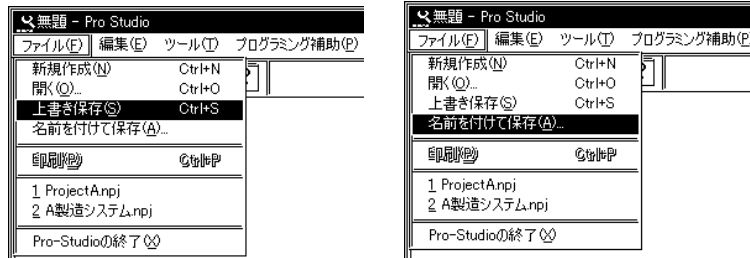 無題 - Pro Studio
ファイル(F) 編集(E) ツール(T) プログラミング補助(P)
新規作成(N) Ctrl+N
開く(O)... Ctrl+O
上書き保存(S) Ctrl+S
名前を付けて保存(A)...
印刷(P) Ctrl+P
1 ProjectA.npj
2 A製造システム.npj
Pro-Studioの終了(X)
無題 - Pro Studio
ファイル(F) 編集(E) ツール(T) プログラミング補助(P
新規作成(N) Ctrl+N
開く(O)... Ctrl+O
上書き保存(S) Ctrl+S
名前を付けて保存(A)...
印刷(P) Ctrl+P
1 ProjectA.npj
2 A製造システム.npj
Pro-Studioの終了(X)